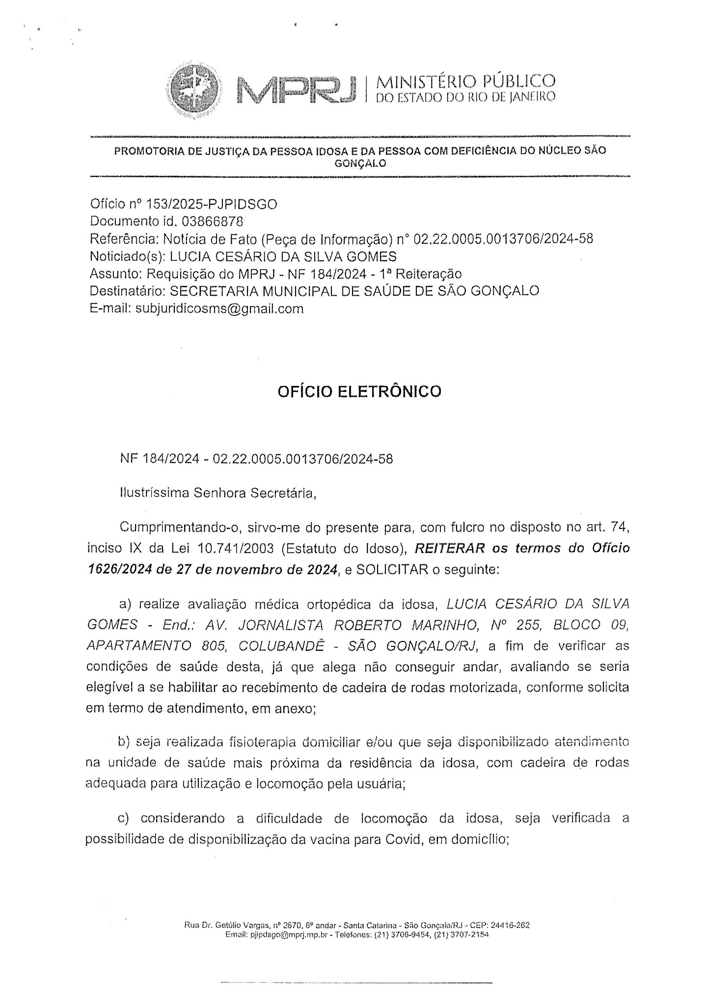 MPRJ MINISTÉRIO PÚBLICO
DO ESTADO DO RIO DE JANEIRO
PROMOTORIA DE JUSTIÇA DA PESSOA IDOSA E DA PESSOA COM DEFICIÊNCIA DO NÚCLEO SÃO
GONÇALO
Ofício nº 153/2025-PJPIDSGO
Documento id. 03866878
Referência: Notícia de Fato (Peça de Informação) n° 02.22.0005.0013706/2024-58
Noticiado(s): LUCIA CESÁRIO DA SILVA GOMES
Assunto: Requisição do MPRJ - NF 184/2024 - 1ª Reiteração
Destinatário: SECRETARIA MUNICIPAL DE SAÚDE DE SÃO GONÇALO
E-mail: subjuridicosms@gmail.com
OFÍCIO ELETRÔNICO
NF 184/2024 - 02.22.0005.0013706/2024-58
Ilustríssima Senhora Secretária,
Cumprimentando-o, sirvo-me do presente para, com fulcro no disposto no art. 74,
inciso IX da Lei 10.741/2003 (Estatuto do Idoso), REITERAR os termos do Ofício
1626/2024 de 27 de novembro de 2024, e SOLICITAR o seguinte:
a) realize avaliação médica ortopédica da idosa, LUCIA CESÁRIO DA SILVA
GOMES - End.: AV. JORNALISTA ROBERTO MARINHO, Nº 255, BLOCO 09,
APARTAMENTO 805, COLUBANDÊ - SÃO GONÇALO/RJ, a fim de verificar as
condições de saúde desta, já que alega não conseguir andar, avaliando se seria
elegível a se habilitar ao recebimento de cadeira de rodas motorizada, conforme solicita
em termo de atendimento, em anexo;
b) seja realizada fisioterapia domiciliar e/ou que seja disponibilizado atendimento
na unidade de saúde mais próxima da residência da idosa, com cadeira de rodas
adequada para utilização e locomoção pela usuária;
c) considerando a dificuldade de locomoção da idosa, seja verificada a
possibilidade de disponibilização da vacina para Covid, em domicílio;
Rua Dr. Getúlio Vargas, nº 2670, 6º andar - Santa Catarina - São Gonçalo/RJ - CEP: 24416-262
Email: pjipdsgo@mprj.mp.br - Telefones: (21) 3706-9454, (21) 3707-2154